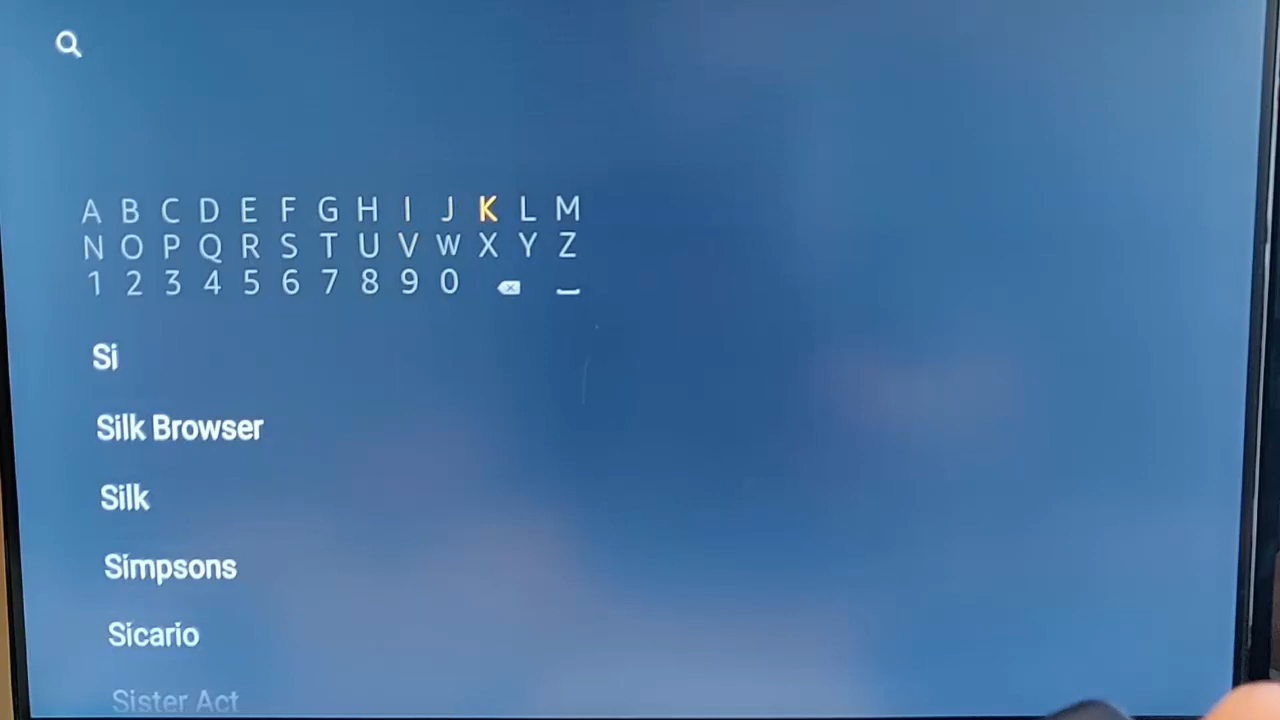 A B C D E F G H I J K L M
N O P Q R S T U V W X Y Z
1 2 3 4 5 6 7 8 9 0
Si
Silk Browser
Silk
Simpsons
Sicario
Sister Act